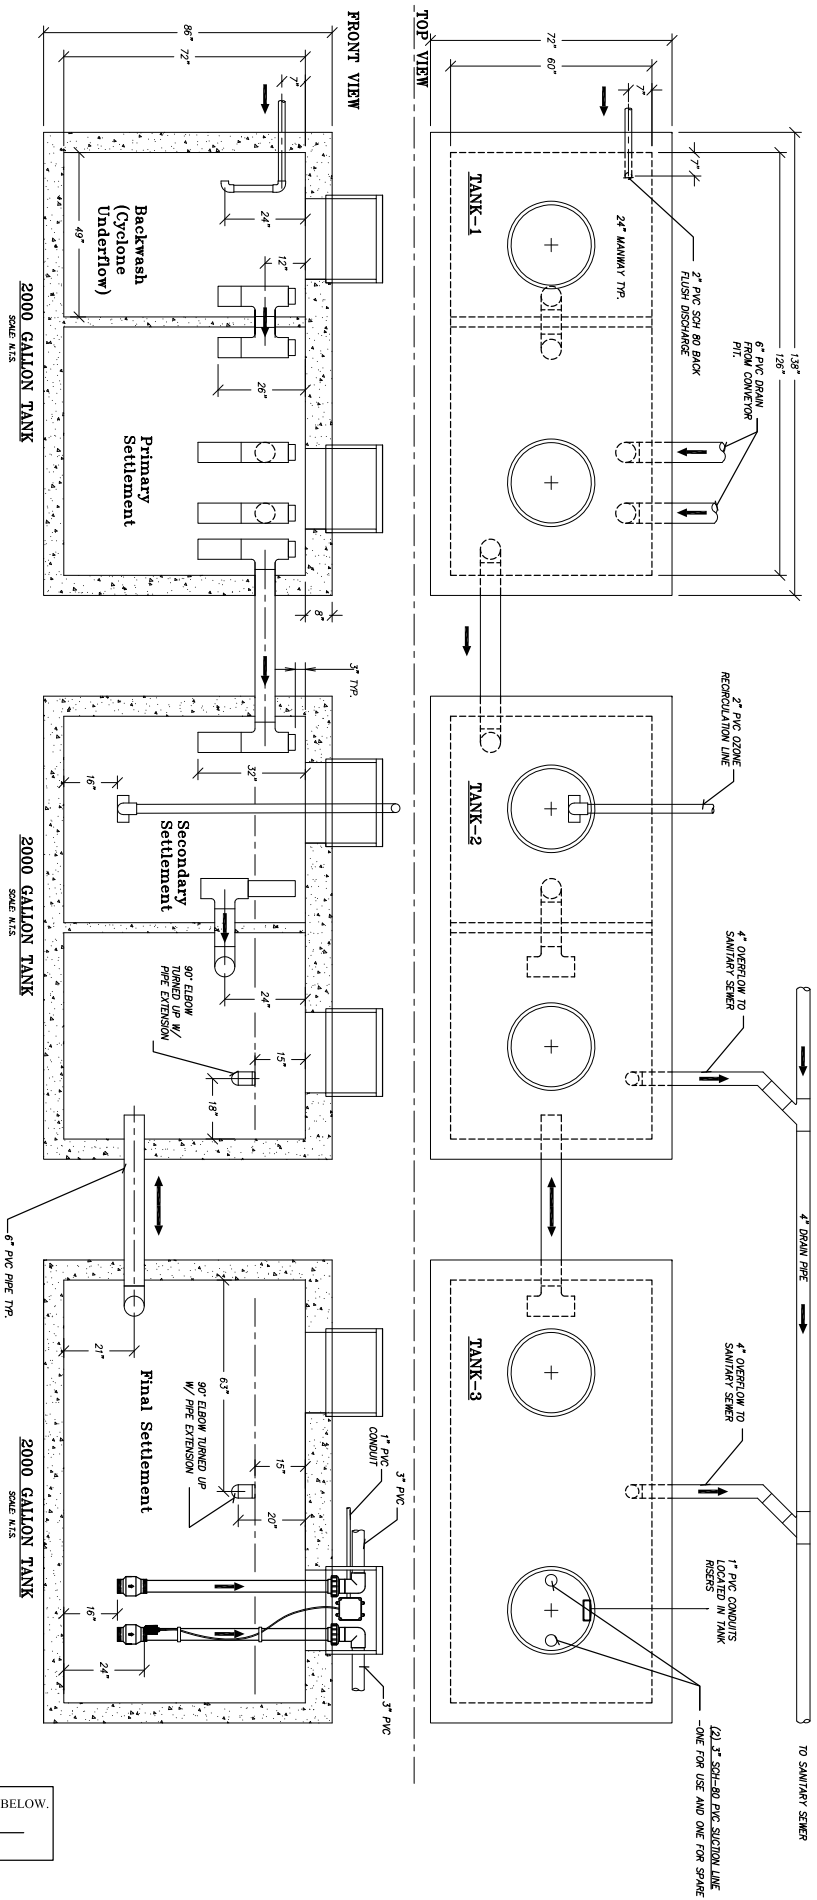 TOP VIEW
72"
60"
7"
138"
126"
7"
TANK-1
24" MANWAY TYP.
2" PVC SCH 80 BACK
FLUSH DISCHARGE
6" PVC DRAIN
FROM CONVEYOR
PIT.
2" PVC OZONE
RECIRCULATION LINE
TANK-2
4" OVERFLOW TO
SANITARY SEWER
4" DRAIN PIPE
TANK-3
4" OVERFLOW TO
SANITARY SEWER
1" PVC CONDUITS
LOCATED IN TANK
RISERS
TO SANITARY SEWER
(2) 3" SCH-80 PVC SUCTION LINE
-ONE FOR USE AND ONE FOR SPARE
FRONT VIEW
86"
72"
7"
24"
12"
49"
26"
8"
Backwash
(Cyclone
Underflow)
Primary
Settlement
2000 GALLON TANK
SCALE: N.T.S.
3" TYP.
32"
16"
Secondary
Settlement
24"
15"
18"
90° ELBOW
TURNED UP W/
PIPE EXTENSION
2000 GALLON TANK
SCALE: N.T.S.
6" PVC PIPE TYP.
21"
63"
Final Settlement
90° ELBOW TURNED UP
W/ PIPE EXTENSION
15"
20"
1" PVC
CONDUIT
3" PVC
3" PVC
16"
24"
2000 GALLON TANK
SCALE: N.T.S.
BELOW.